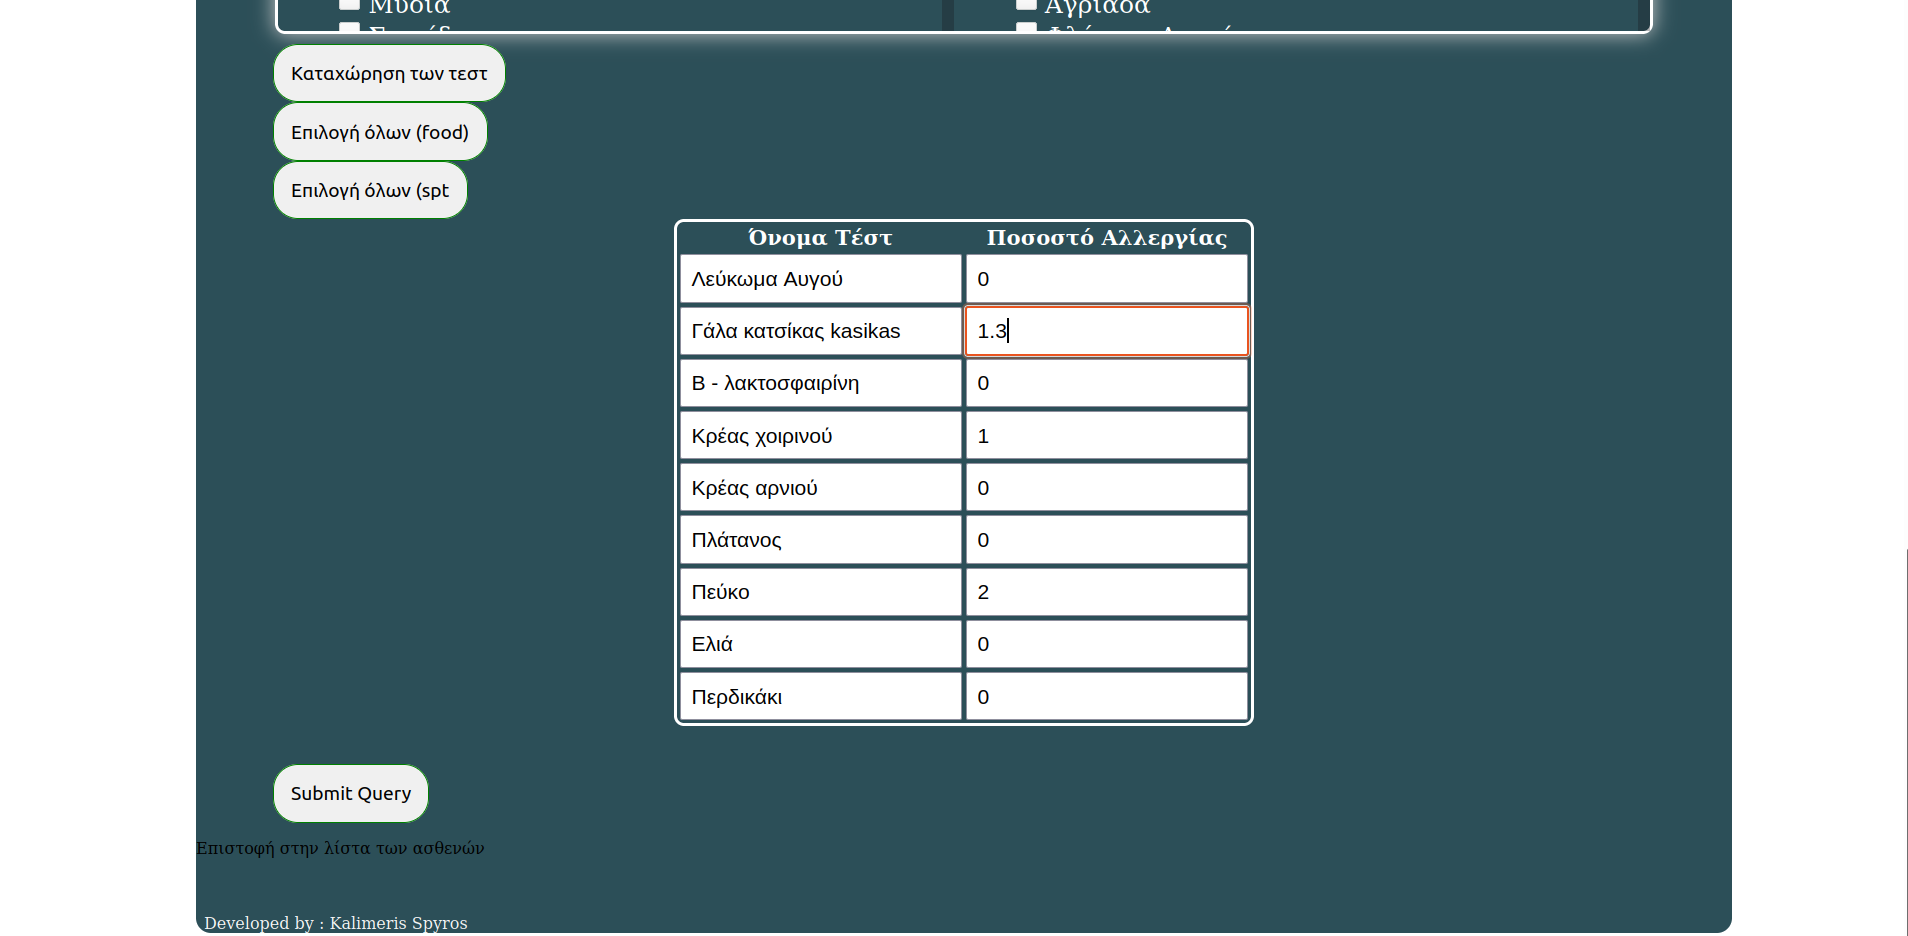 Μύδια
Αγριάδα
Καταχώρηση των τεστ
Επιλογή όλων (food)
Επιλογή όλων (spt
Όνομα Τέστ Ποσοστό Αλλεργίας
Λεύκωμα Αυγού 0
Γάλα κατσίκας kasikas 1.3
Β - λακτοσφαιρίνη 0
Κρέας χοιρινού 1
Κρέας αρνιού 0
Πλάτανος 0
Πεύκο 2
Ελιά 0
Περδικάκι 0
Submit Query
Επιστοφή στην λίστα των ασθενών
Developed by : Kalimeris Spyros